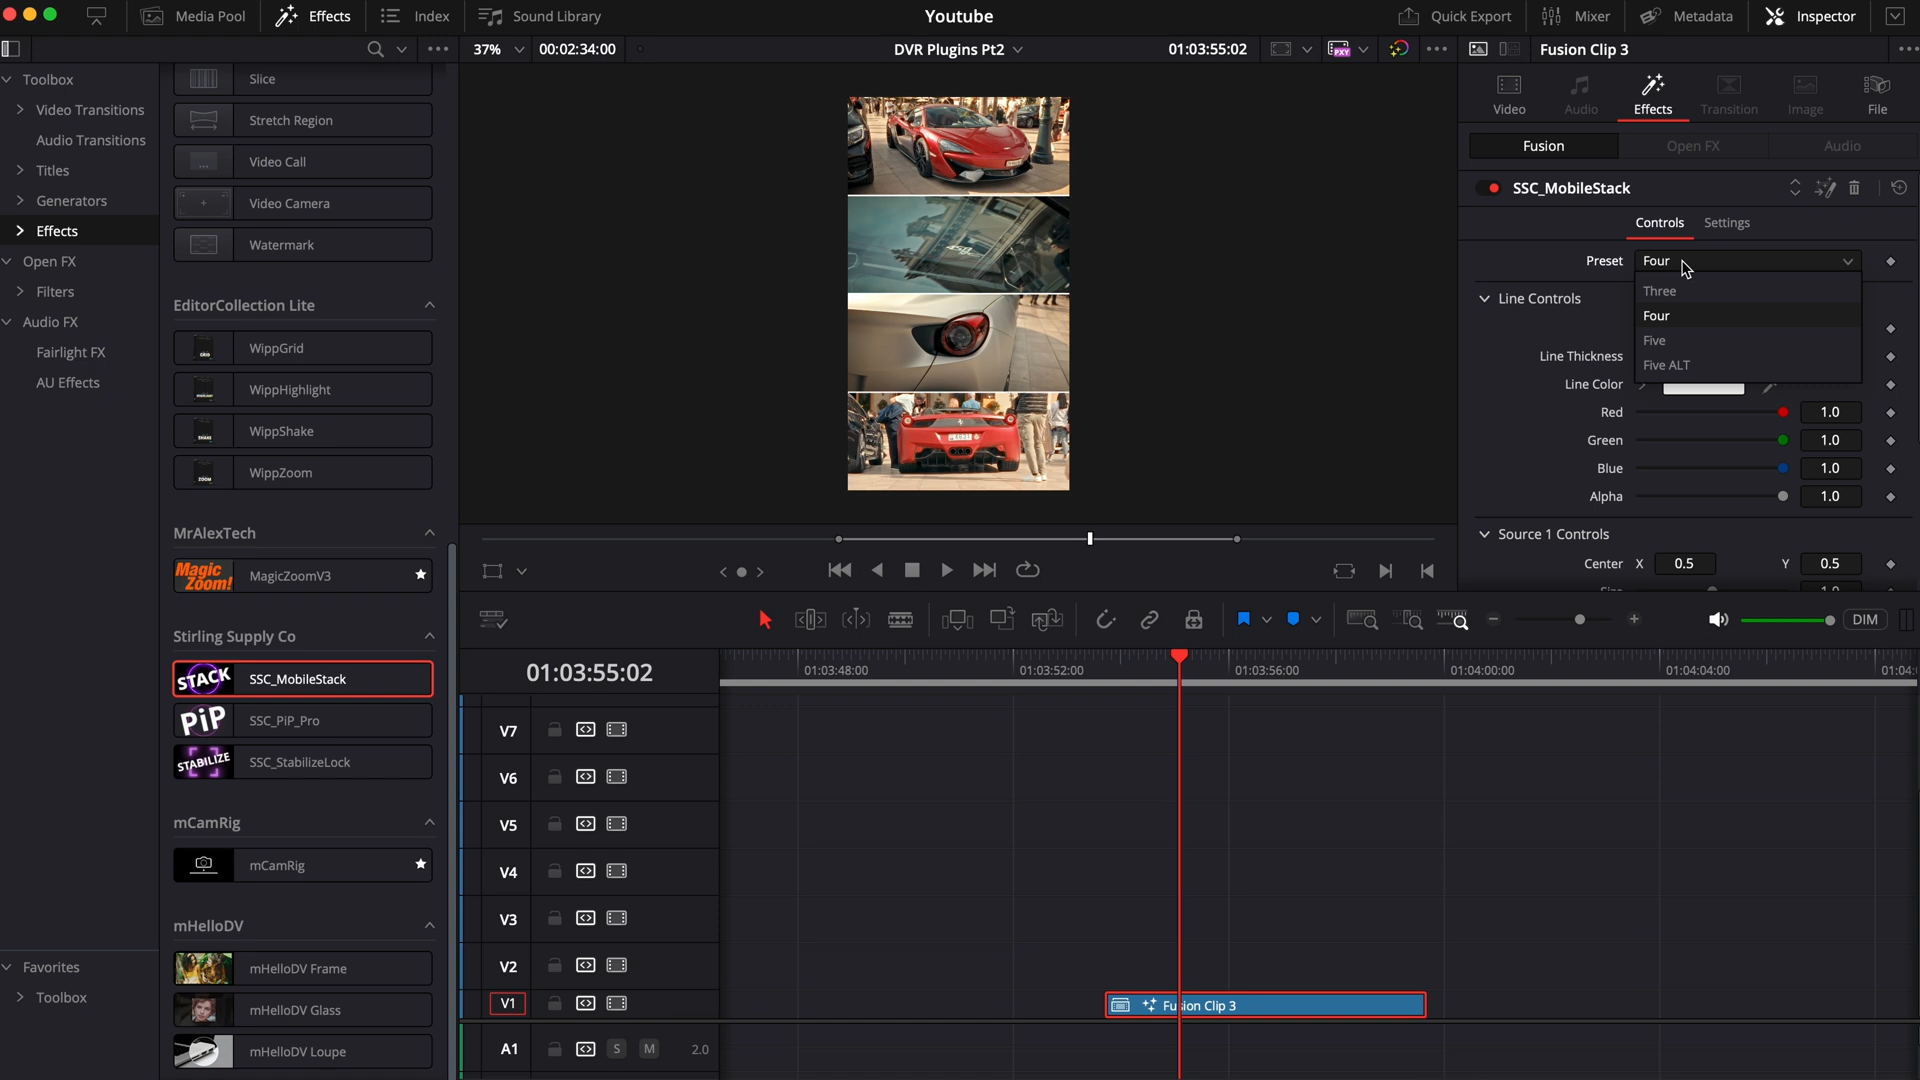 Media Pool
Effects
Index
Sound Library
Youtube
Quick Export
Mixer
Metadata
Inspector
37%
00:02:34:00
DVR Plugins Pt2
01:03:55:02
PXY
Fusion Clip 3
Toolbox
Video Transitions
Audio Transitions
Titles
Generators
Effects
Open FX
Filters
Audio FX
Fairlight FX
AU Effects
Favorites
Toolbox
Slice
Stretch Region
Video Call
Video Camera
Watermark
EditorCollection Lite
GRID
WippGrid
HIGHLIGHT
WippHighlight
SHAKE
WippShake
ZOOM
WippZoom
MrAlexTech
Magic Zoom!
MagicZoomV3
Stirling Supply Co
STACK
SSC_MobileStack
PiP
SSC_PiP_Pro
STABILIZE
SSC_StabilizeLock
mCamRig
mCamRig
mHelloDV
mHelloDV Frame
mHelloDV Glass
mHelloDV Loupe
Video
Audio
Effects
Transition
Image
File
Fusion
Open FX
Audio
SSC_MobileStack
Controls
Settings
Preset
Four
Three
Four
Five
Five ALT
Line Controls
Line Thickness
Line Color
Red
1.0
Green
1.0
Blue
1.0
Alpha
1.0
Source 1 Controls
Center X 0.5 Y 0.5
DIM
01:03:55:02
01:03:48:00
01:03:52:00
01:03:56:00
01:04:00:00
01:04:04:00
01:04:
V7
V6
V5
V4
V3
V2
V1
Fusion Clip 3
A1
S
M
2.0